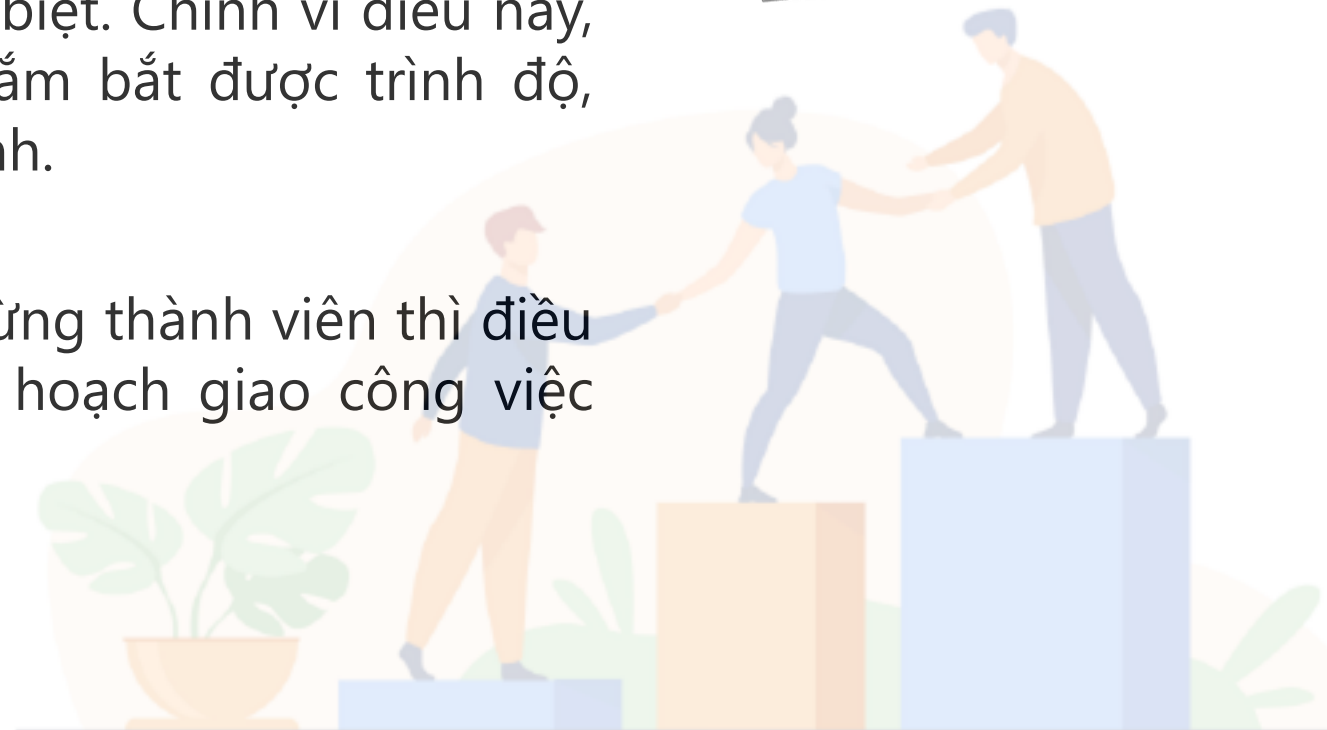 biệt. Chính vì điều này,
ắm bắt được trình độ,
nh.
ừng thành viên thì điều
hoạch giao công việc